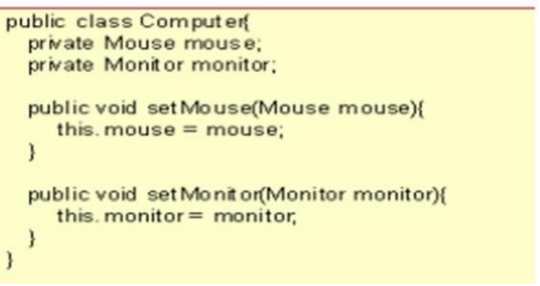 public class Computer{
private Mouse mouse;
private Monitor monitor;
public void setMouse(Mouse mouse){
this.mouse = mouse;
}
public void setMonitor(Monitor monitor){
this.monitor = monitor;
}
}